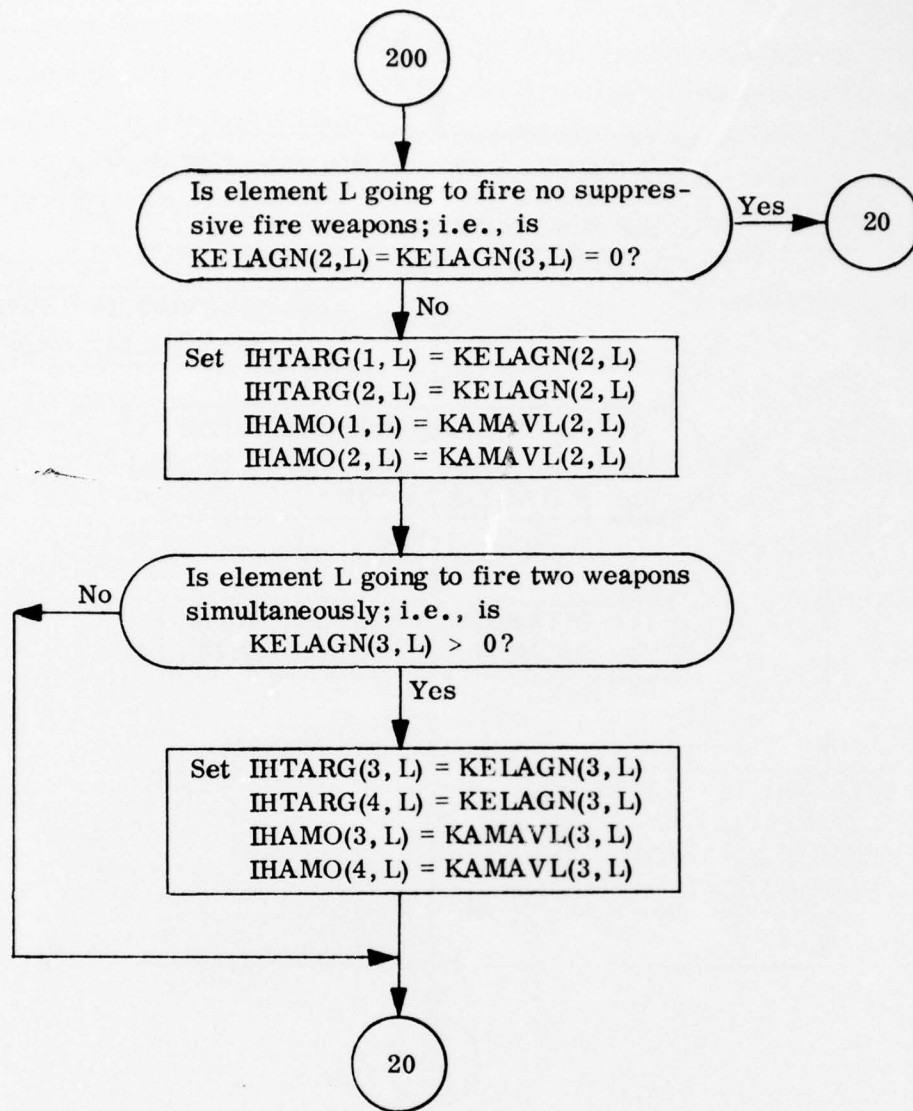 200
Is element L going to fire no suppres-
sive fire weapons; i.e., is
KELAGN(2,L)=KELAGN(3,L) = 0?
Yes
20
No
Set IHTARG(1, L) = KELAGN(2, L)
IHTARG(2, L) = KELAGN(2, L)
IHAMO(1, L) = KAMAVL(2, L)
IHAMO(2, L) = KAMAVL(2, L)
No
Is element L going to fire two weapons
simultaneously; i.e., is
KELAGN(3, L) > 0?
Yes
Set IHTARG(3, L) = KELAGN(3, L)
IHTARG(4, L) = KELAGN(3, L)
IHAMO(3, L) = KAMAVL(3, L)
IHAMO(4, L) = KAMAVL(3, L)
20